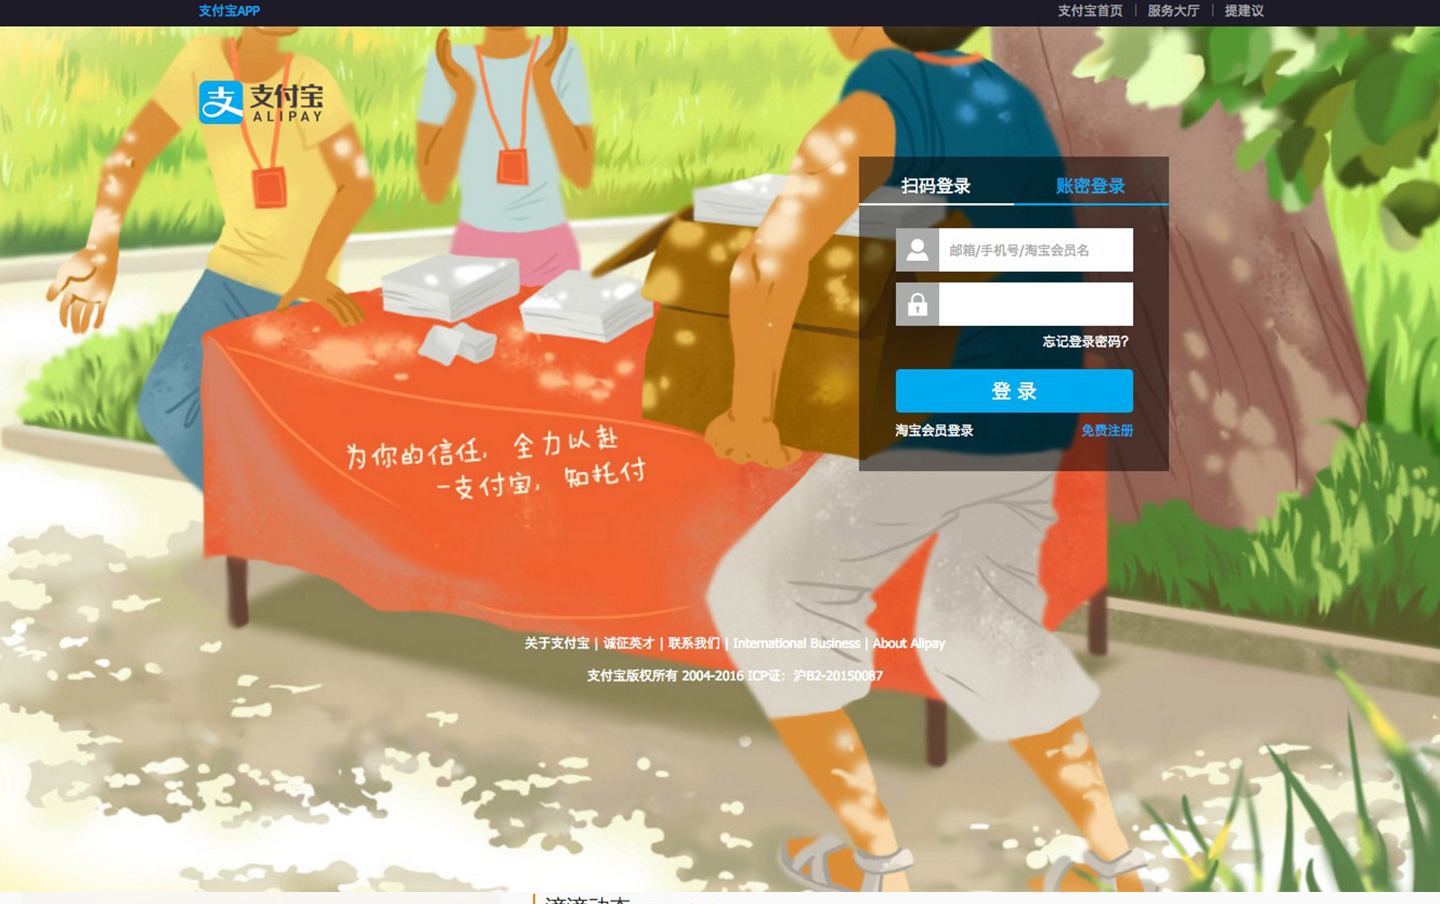 支付宝APP
支付宝首页 | 服务大厅 | 提建议
支 支付宝
ALIPAY
扫码登录 账密登录
邮箱/手机号/淘宝会员名
忘记登录密码?
登 录
淘宝会员登录 免费注册
为你的信任, 全力以赴
-支付宝, 知托付
关于支付宝 | 诚征英才 | 联系我们 | International Business | About Alipay
支付宝版权所有 2004-2016 ICP证: 沪B2-20150087